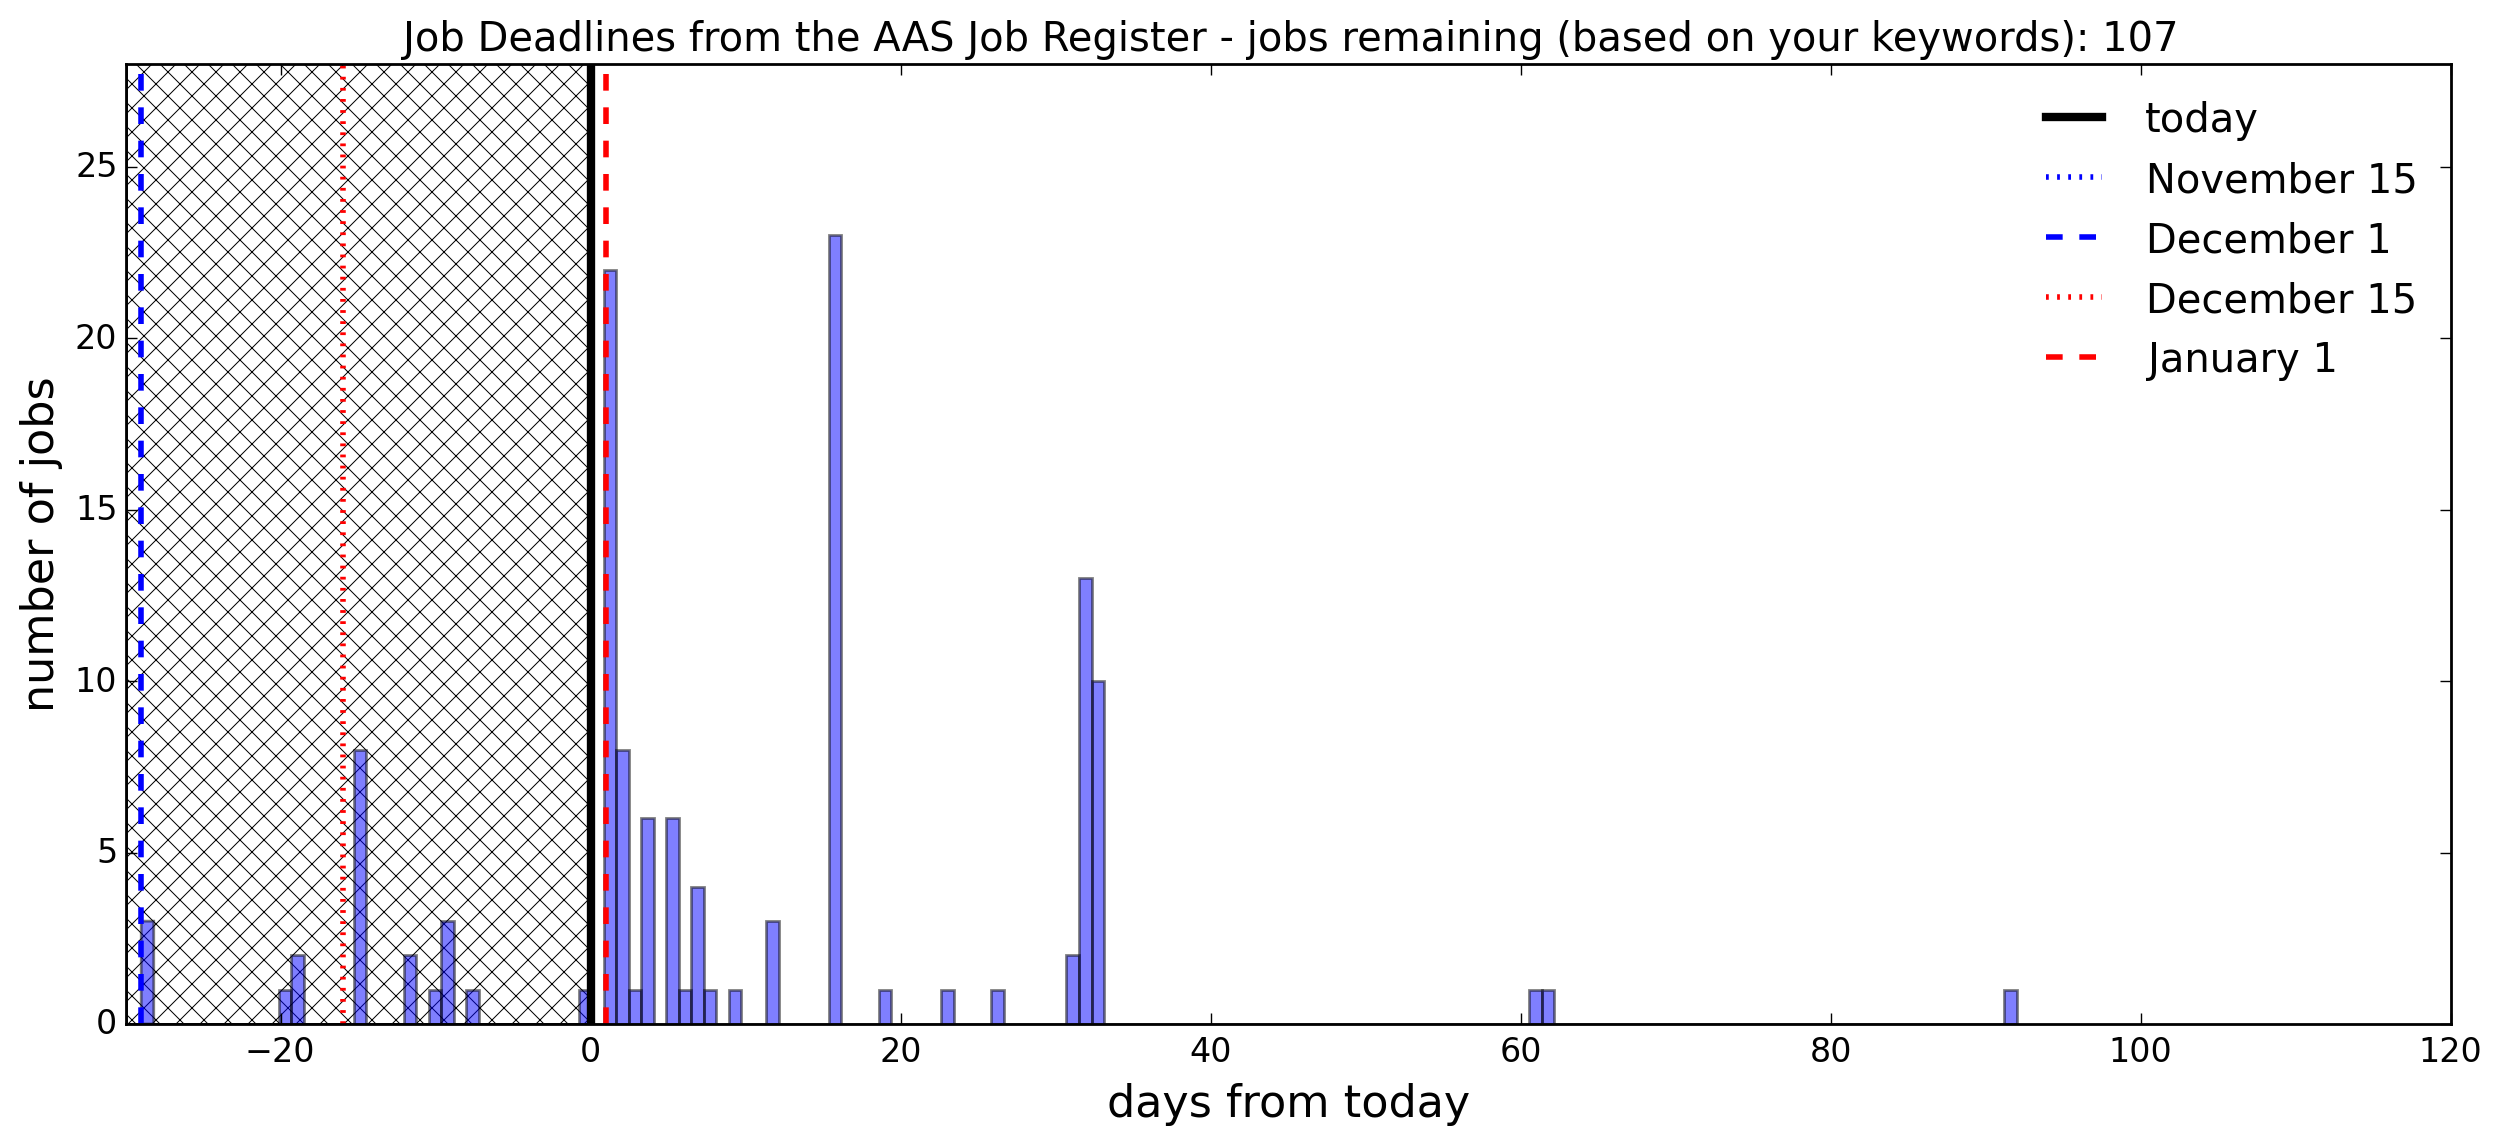 Job Deadlines from the AAS Job Register - jobs remaining (based on your keywords): 107
today
November 15
December 1
December 15
January 1
number of jobs
25
20
15
10
5
0
−20
0
20
40
60
80
100
120
days from today